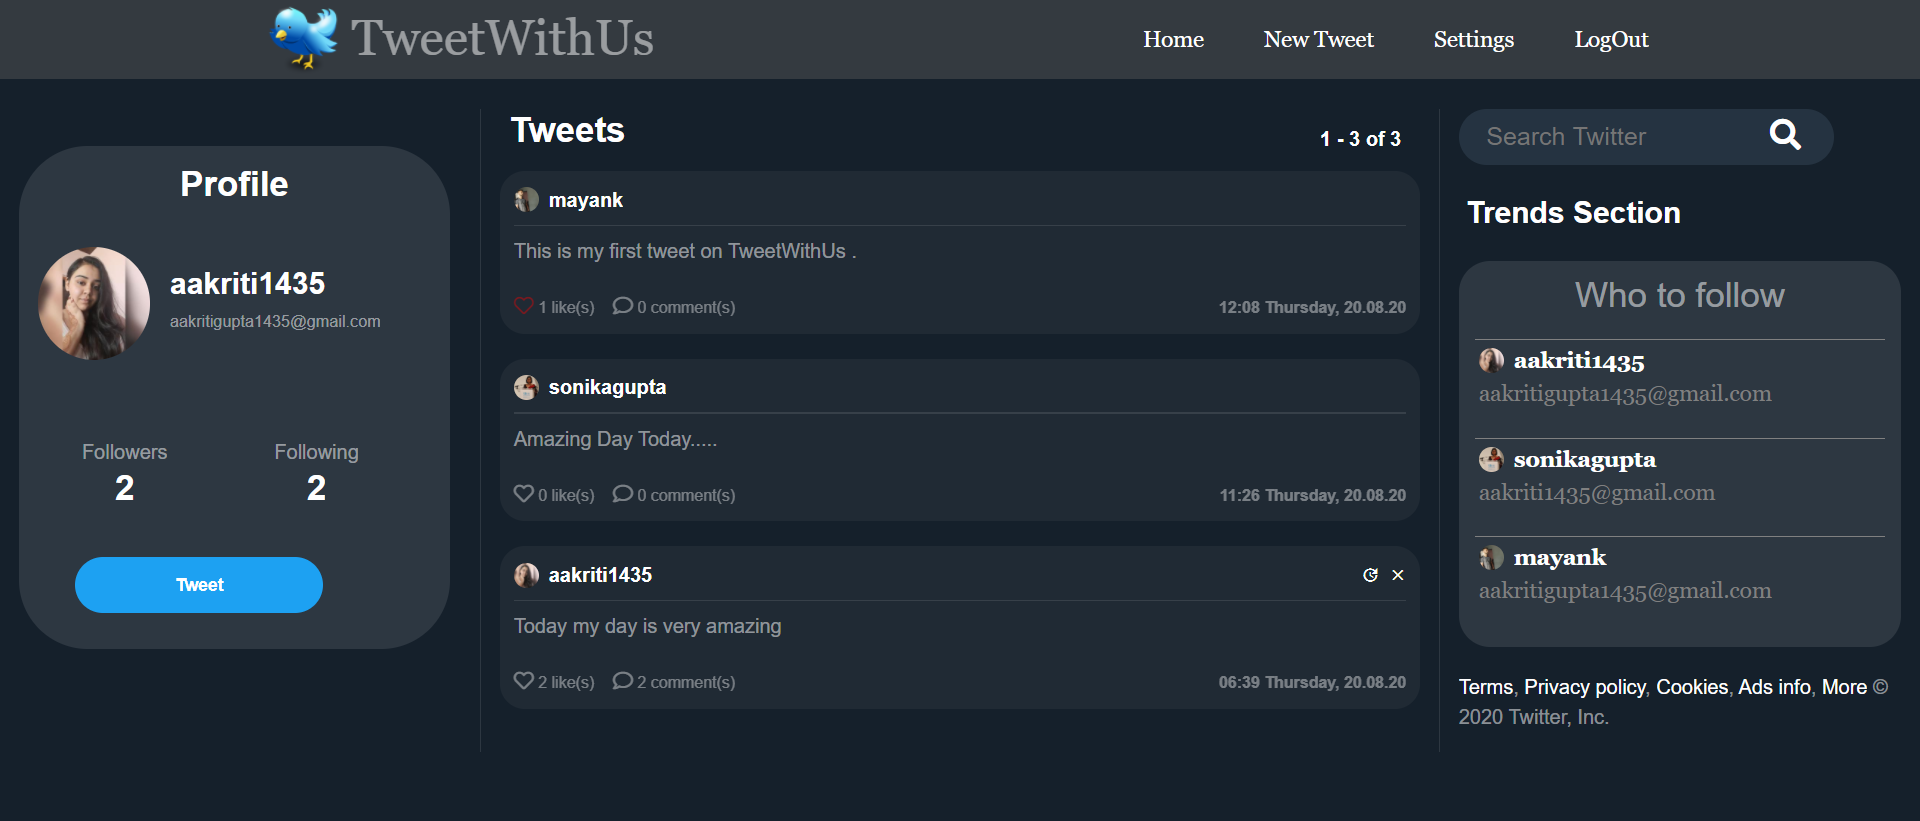 TweetWithUs
Home
New Tweet
Settings
LogOut
Profile
aakriti1435
aakritigupta1435@gmail.com
Followers
2
Following
2
Tweet
Tweets
1 - 3 of 3
mayank
This is my first tweet on TweetWithUs .
1 like(s)
0 comment(s)
12:08 Thursday, 20.08.20
sonikagupta
Amazing Day Today.....
0 like(s)
0 comment(s)
11:26 Thursday, 20.08.20
aakriti1435
Today my day is very amazing
2 like(s)
2 comment(s)
06:39 Thursday, 20.08.20
Search Twitter
Trends Section
Who to follow
aakriti1435
aakritigupta1435@gmail.com
sonikagupta
aakriti1435@gmail.com
mayank
aakritigupta1435@gmail.com
Terms, Privacy policy, Cookies, Ads info, More ©
2020 Twitter, Inc.